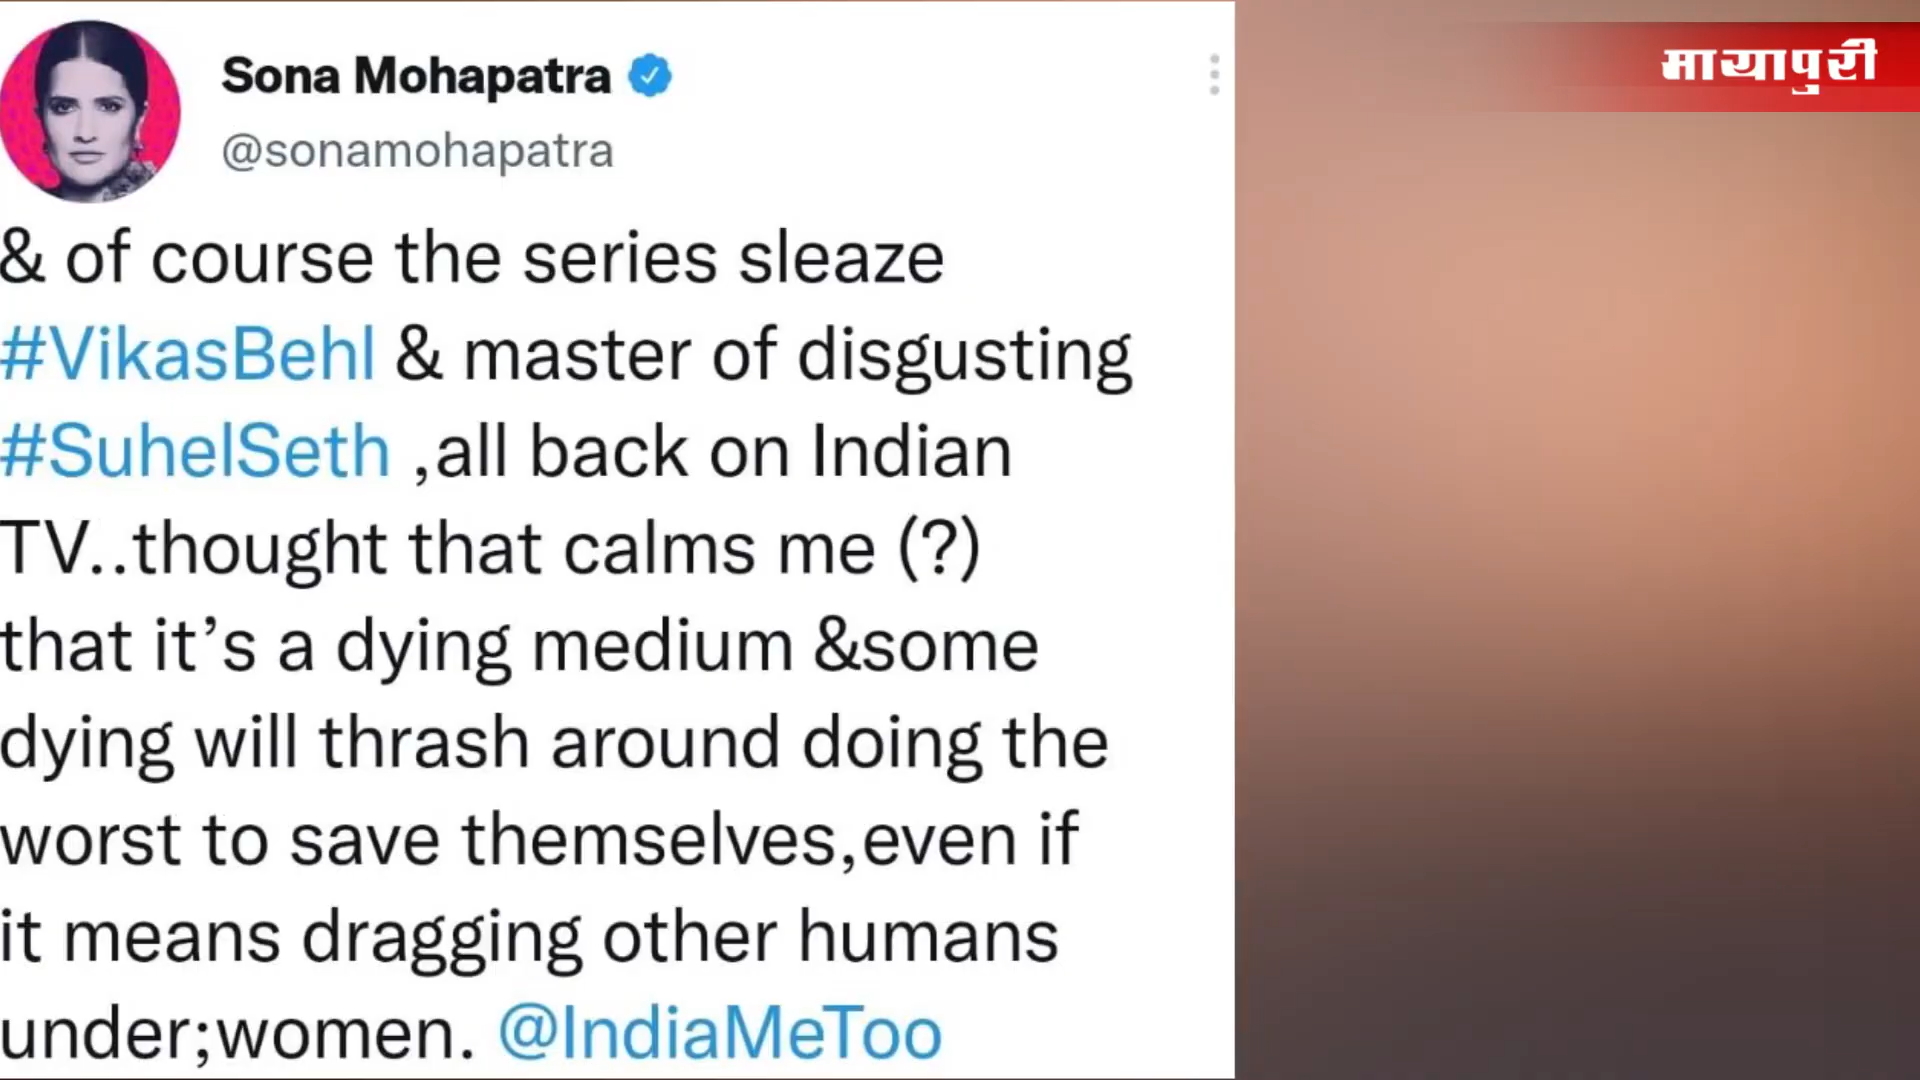 मायापुरी
Sona Mohapatra
@sonamohapatra
& of course the series sleaze
#VikasBehl & master of disgusting
#SuhelSeth ,all back on Indian
TV..thought that calms me (?)
that it’s a dying medium &some
dying will thrash around doing the
worst to save themselves,even if
it means dragging other humans
under;women. @IndiaMeToo